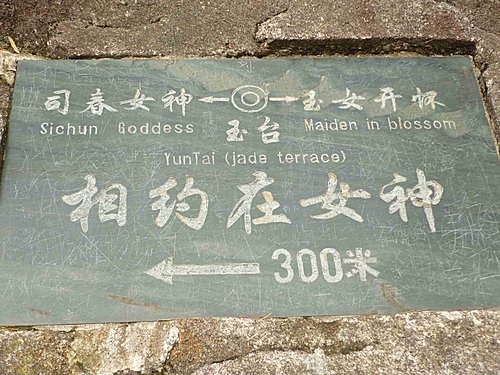 司春女神 玉女开怀
Sichun Goddess 玉台 Maiden in blossom
YunTai (jade terrace)
相约在女神
300米